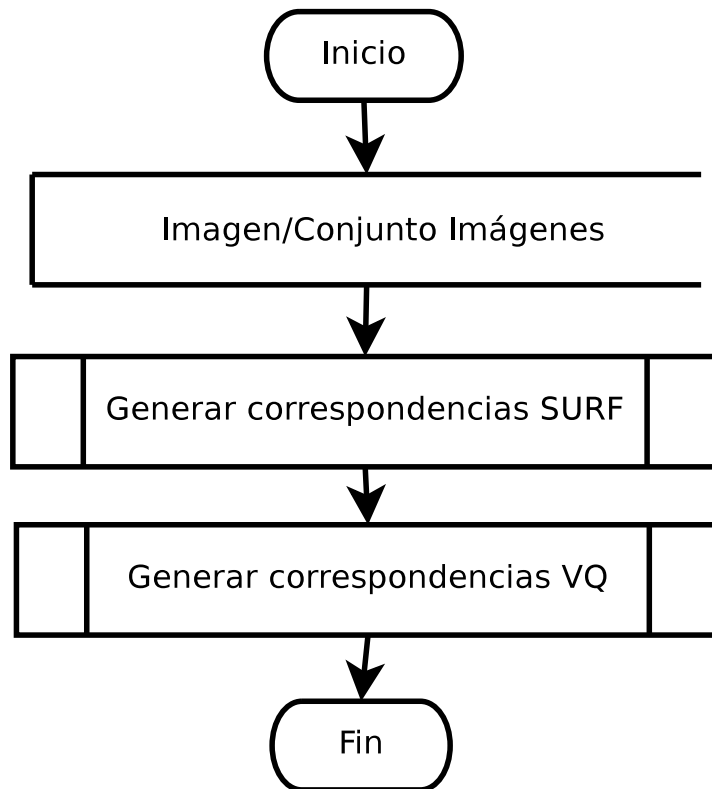 Inicio
Imagen/Conjunto Imágenes
Generar correspondencias SURF
Generar correspondencias VQ
Fin